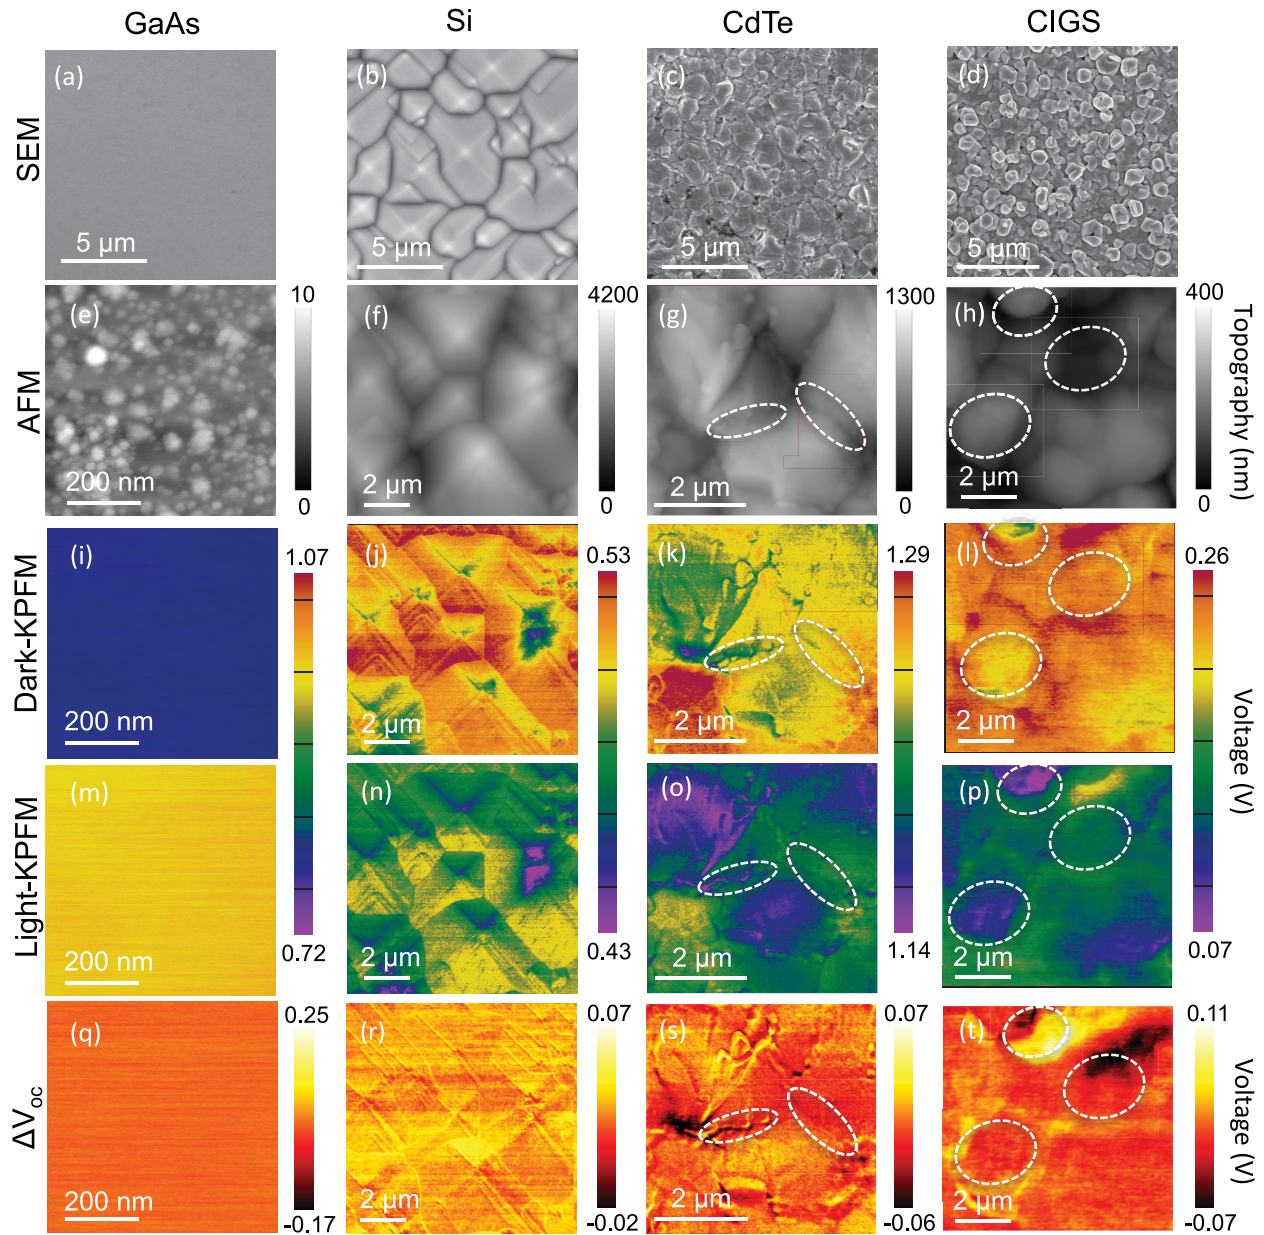 GaAs Si CdTe CIGS
SEM
(a) (b) (c) (d)
5 µm 5 µm 5 µm 5 µm
AFM
(e) (f) (g) (h)
10 4200 1300 400
200 nm 2 µm 2 µm 2 µm
0 0 0 0
Topography (nm)
Dark-KPFM
(i) (j) (k) (l)
1.07 0.53 1.29 0.26
200 nm 2 µm 2 µm 2 µm
Voltage (V)
Light-KPFM
(m) (n) (o) (p)
0.72 0.43 1.14 0.07
200 nm 2 µm 2 µm 2 µm
ΔVoc
(q) (r) (s) (t)
0.25 0.07 0.07 0.11
200 nm 2 µm 2 µm 2 µm
-0.17 -0.02 -0.06 -0.07
Voltage (V)